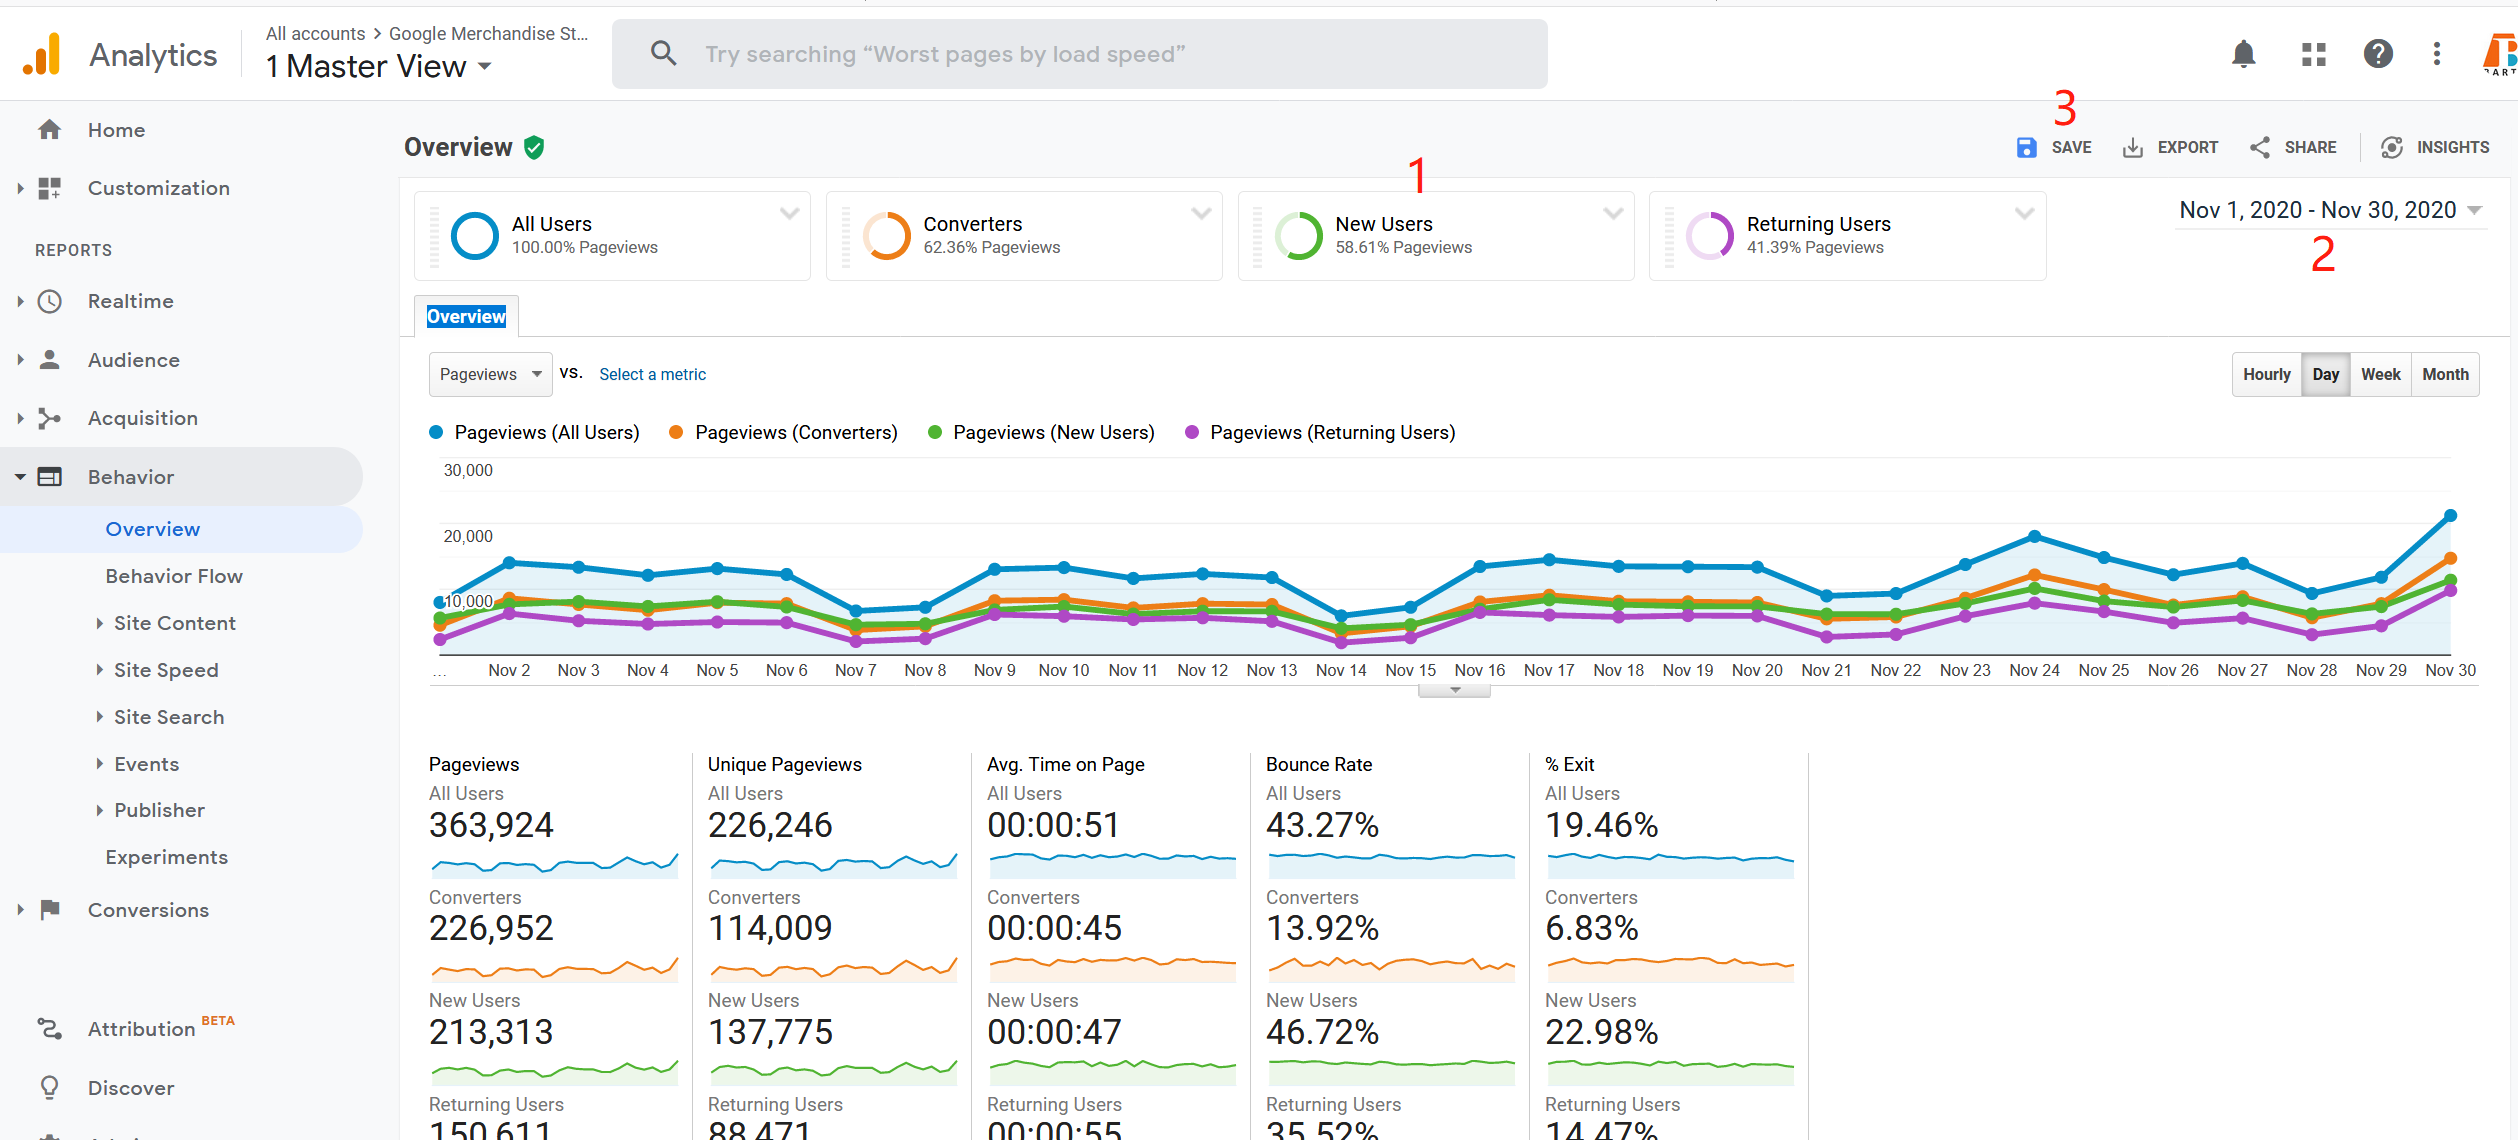 Analytics
All accounts > Google Merchandise St...
1 Master View
Try searching “Worst pages by load speed”
ART
Home
Customization
REPORTS
Realtime
Audience
Acquisition
Behavior
Overview
Behavior Flow
Site Content
Site Speed
Site Search
Events
Publisher
Experiments
Conversions
Attribution BETA
Discover
Overview
3
SAVE EXPORT SHARE INSIGHTS
1
All Users
100.00% Pageviews
Converters
62.36% Pageviews
New Users
58.61% Pageviews
Returning Users
41.39% Pageviews
Nov 1, 2020 - Nov 30, 2020
2
Overview
Pageviews vs. Select a metric
Hourly Day Week Month
Pageviews (All Users) Pageviews (Converters) Pageviews (New Users) Pageviews (Returning Users)
30,000
20,000
10,000
... Nov 2 Nov 3 Nov 4 Nov 5 Nov 6 Nov 7 Nov 8 Nov 9 Nov 10 Nov 11 Nov 12 Nov 13 Nov 14 Nov 15 Nov 16 Nov 17 Nov 18 Nov 19 Nov 20 Nov 21 Nov 22 Nov 23 Nov 24 Nov 25 Nov 26 Nov 27 Nov 28 Nov 29 Nov 30
Pageviews
All Users
363,924
Converters
226,952
New Users
213,313
Returning Users
150,611
Unique Pageviews
All Users
226,246
Converters
114,009
New Users
137,775
Returning Users
88,471
Avg. Time on Page
All Users
00:00:51
Converters
00:00:45
New Users
00:00:47
Returning Users
00:00:55
Bounce Rate
All Users
43.27%
Converters
13.92%
New Users
46.72%
Returning Users
35.52%
% Exit
All Users
19.46%
Converters
6.83%
New Users
22.98%
Returning Users
14.47%